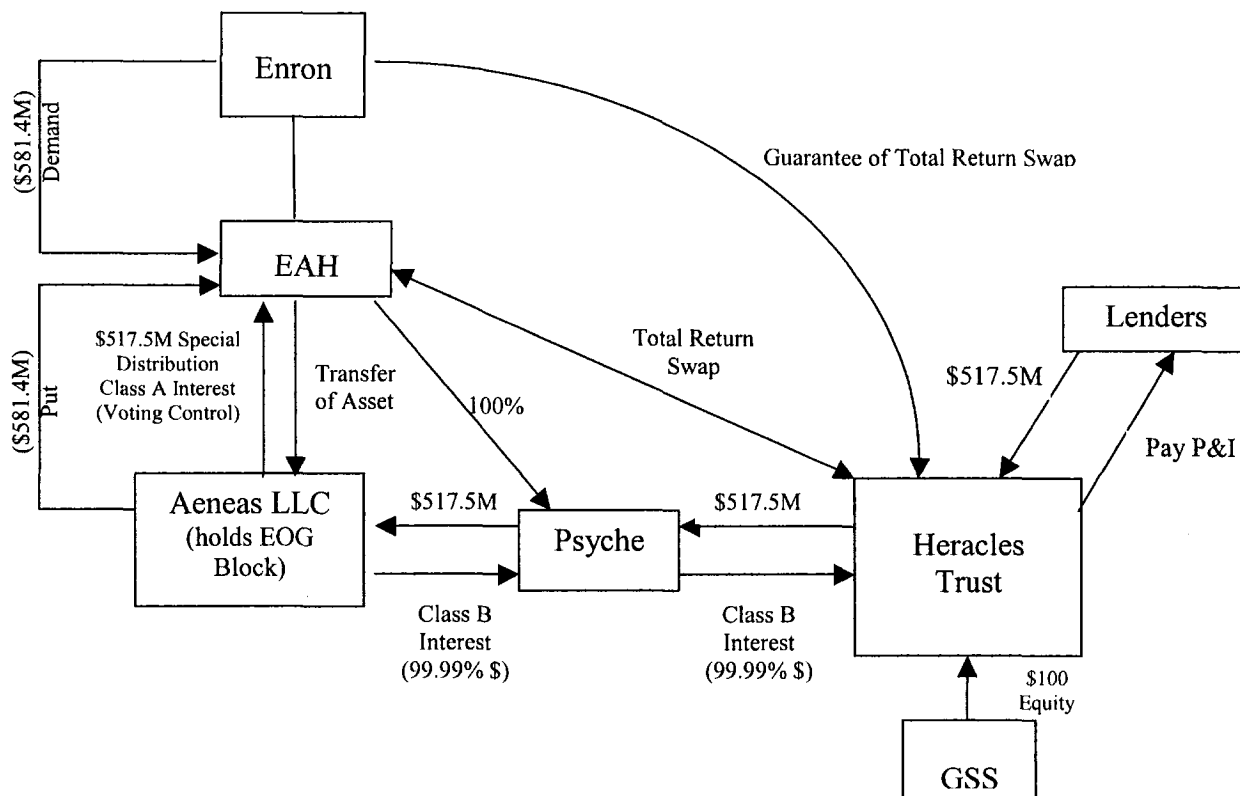 Enron
($581.4M)
Demand
Guarantee of Total Return Swap
EAH
Lenders
$517.5M Special
Distribution
Class A Interest
(Voting Control)
Transfer
of Asset
Total Return
Swap
$517.5M
100%
Pay P&I
($581.4M)
Put
Aeneas LLC
(holds EOG
Block)
$517.5M
Psyche
$517.5M
Heracles
Trust
Class B
Interest
(99.99% $)
Class B
Interest
(99.99% $)
$100
Equity
GSS